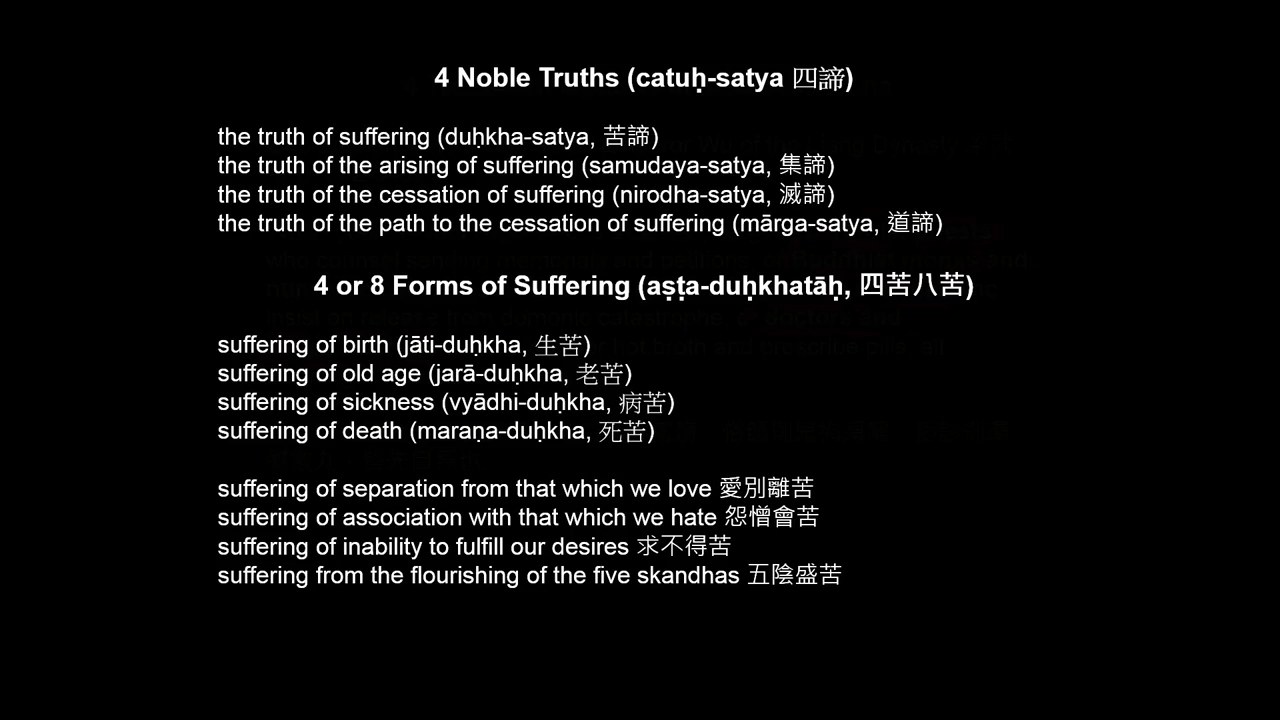 4 Noble Truths (catuḥ-satya 四諦)
the truth of suffering (duḥkha-satya, 苦諦)
the truth of the arising of suffering (samudaya-satya, 集諦)
the truth of the cessation of suffering (nirodha-satya, 滅諦)
the truth of the path to the cessation of suffering (mārga-satya, 道諦)
4 or 8 Forms of Suffering (aṣṭa-duḥkhatāḥ, 四苦八苦)
suffering of birth (jāti-duḥkha, 生苦)
suffering of old age (jarā-duḥkha, 老苦)
suffering of sickness (vyādhi-duḥkha, 病苦)
suffering of death (maraṇa-duḥkha, 死苦)
suffering of separation from that which we love 愛別離苦
suffering of association with that which we hate 怨憎會苦
suffering of inability to fulfill our desires 求不得苦
suffering from the flourishing of the five skandhas 五陰盛苦